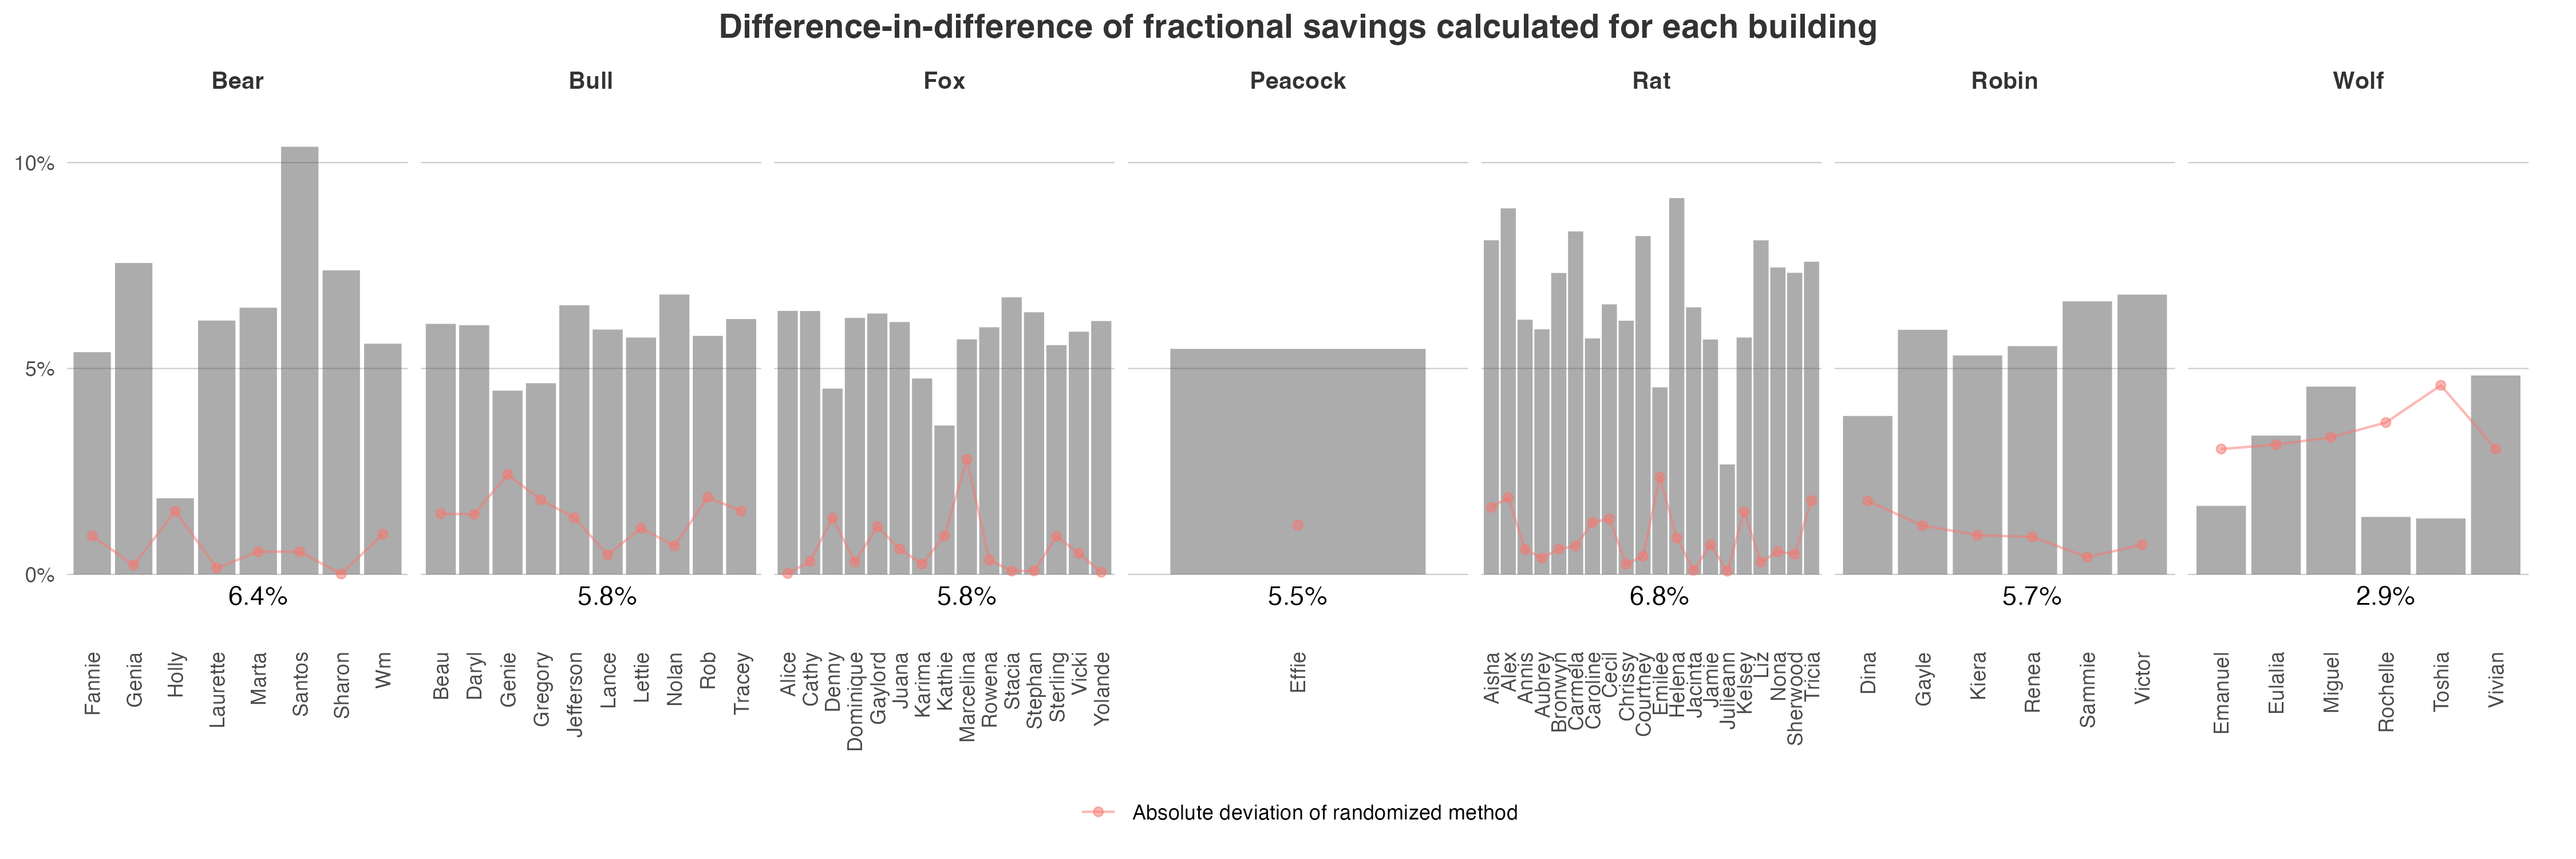 Difference-in-difference of fractional savings calculated for each building
Bear Bull Fox Peacock Rat Robin Wolf
10%
5%
0%
6.4% 5.8% 5.8% 5.5% 6.8% 5.7% 2.9%
Fannie Genia Holly Laurette Marta Santos Sharon Wm Beau Daryl Genie Gregory Jefferson Lance Lettie Nolan Rob Tracey Alice Cathy Denny Dominique Gaylord Juana Karima Kathie Marcelina Rowena Stacia Stephan Sterling Vicki Yolande Effie Aisha Alex Annis Aubrey Bronwyn Carmela Caroline Cecil Chrissy Courtney Emilee Helena Jacinta Jamie Julieann Kelsey Liz Nona Sherwood Tricia Dina Gayle Kiera Renea Sammie Victor Emanuel Eulalia Miguel Rochelle Toshia Vivian
Absolute deviation of randomized method